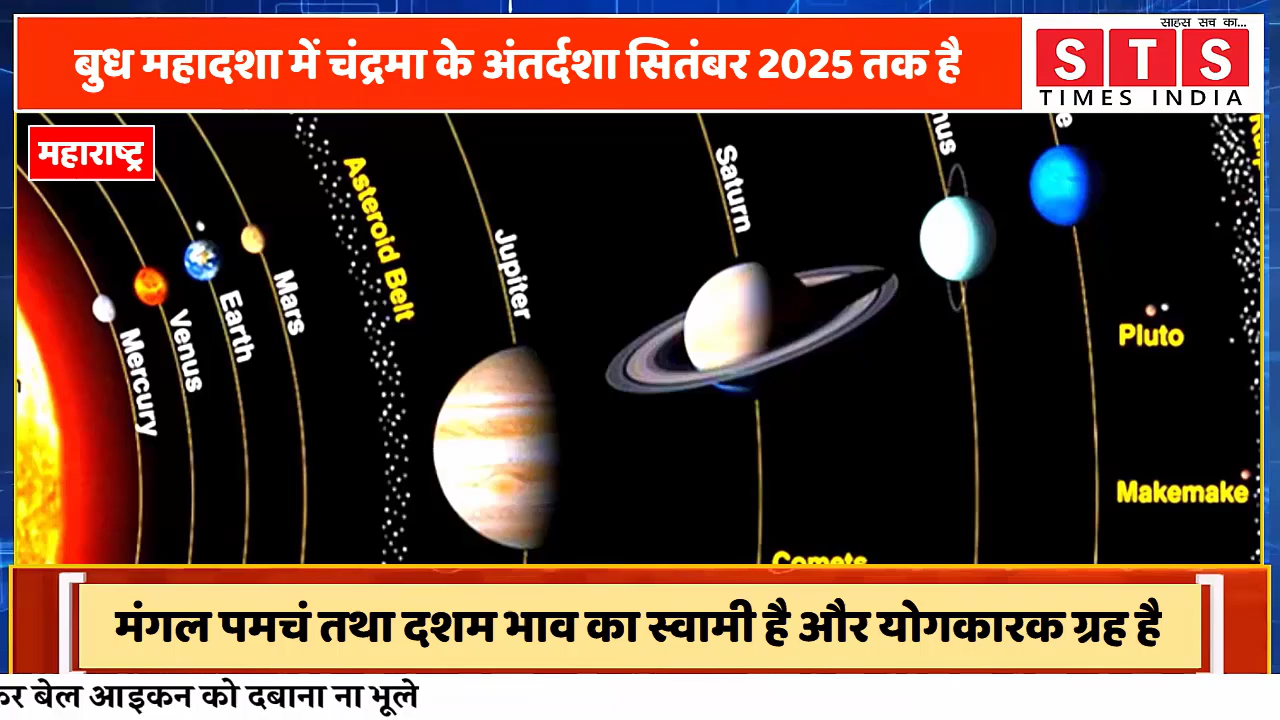 साहस सच का...
बुध महादशा में चंद्रमा के अंतर्दशा सितंबर 2025 तक है
STS
TIMES INDIA
महाराष्ट्र
Mercury
Venus
Earth
Mars
Asteroid Belt
Jupiter
Saturn
Pluto
Makemake
Comets
मंगल पमचं तथा दशम भाव का स्वामी है और योगकारक ग्रह है
बेल आइकन को दबाना ना भूले